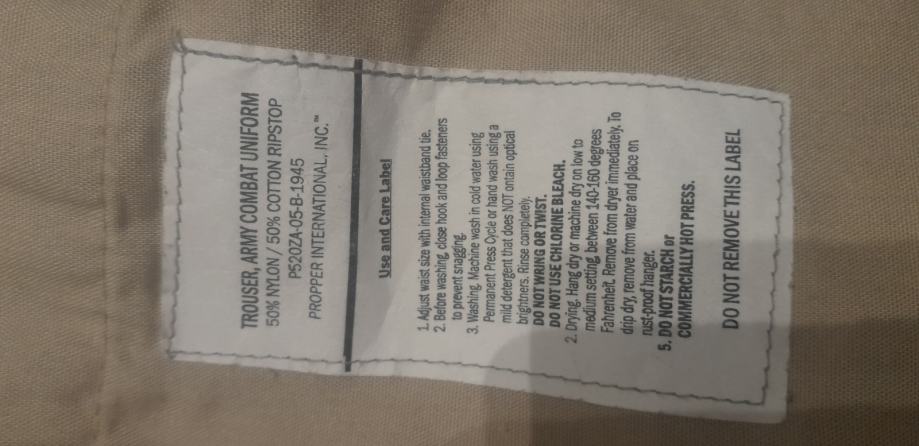 TROUSER, ARMY COMBAT UNIFORM
50% NYLON / 50% COTTON RIPSTOP
P520ZA-05-B-1945
PROPPER INTERNATIONAL, INC.™
Use and Care Label
1. Adjust waist size with internal waistband tie.
2. Before washing, close hook and loop fasteners
to prevent snagging.
3. Washing. Machine wash in cold water using
Permanent Press Cycle or hand wash using a
mild detergent that does NOT ontain optical
brightners. Rinse completely.
DO NOT WRING OR TWIST.
DO NOT USE CHLORINE BLEACH.
2. Drying. Hang dry or machine dry on low to
medium setting, between 140-160 degrees
Fahrenheit. Remove from dryer immediately. To
drip dry, remove from water and place on
rust-proof hanger.
5. DO NOT STARCH or
COMMERCIALLY HOT PRESS.
DO NOT REMOVE THIS LABEL